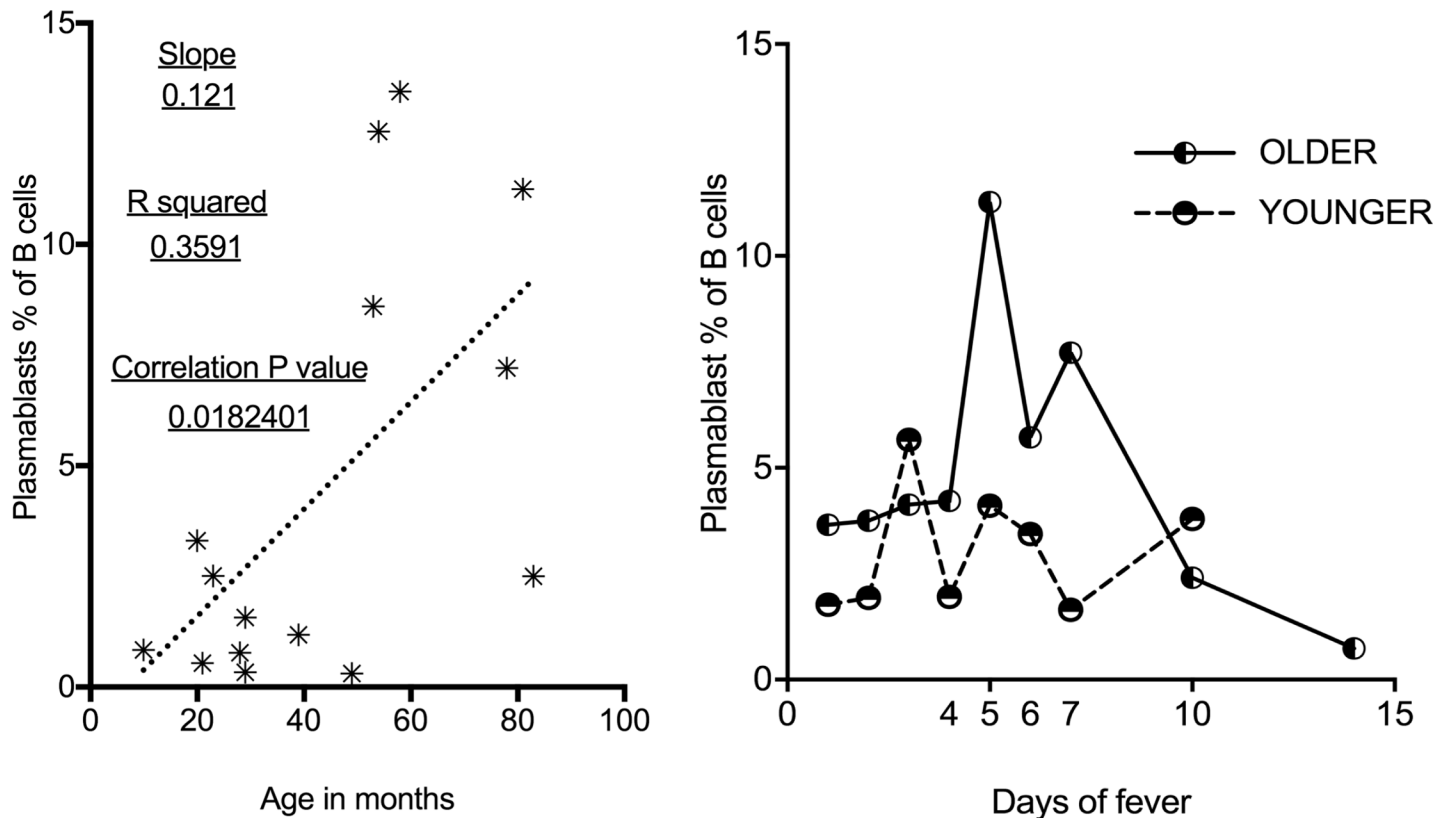 15
10
5
0
Plasmablasts % of B cells
Slope
0.121
R squared
0.3591
Correlation P value
0.0182401
0 20 40 60 80 100
Age in months
15
10
5
0
Plasmablast % of B cells
OLDER
YOUNGER
0 4 5 6 7 10 15
Days of fever